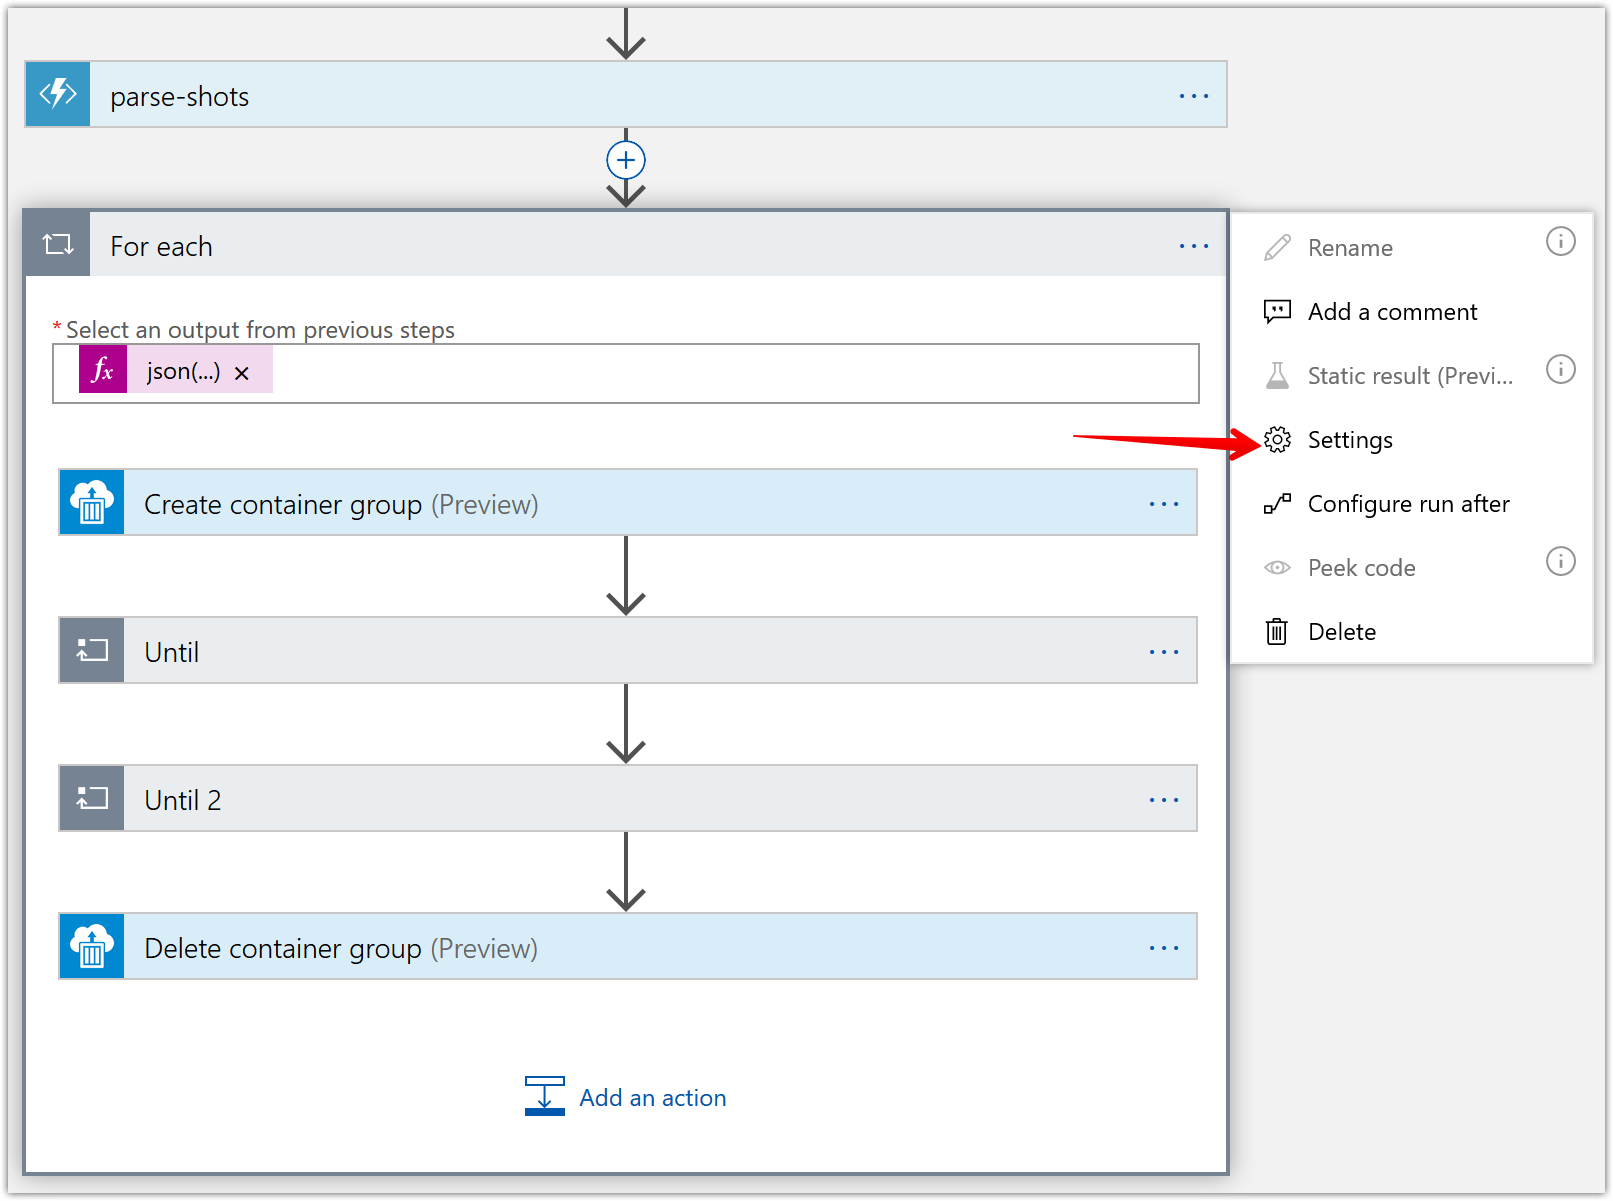 parse-shots
For each
* Select an output from previous steps
fx json(...) ×
Create container group (Preview)
Until
Until 2
Delete container group (Preview)
Add an action
Rename
Add a comment
Static result (Previ...
Settings
Configure run after
Peek code
Delete